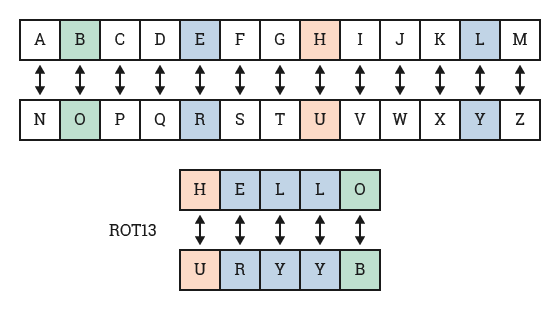 A B C D E F G H I J K L M
N O P Q R S T U V W X Y Z
H E L L O
ROT13
U R Y Y B